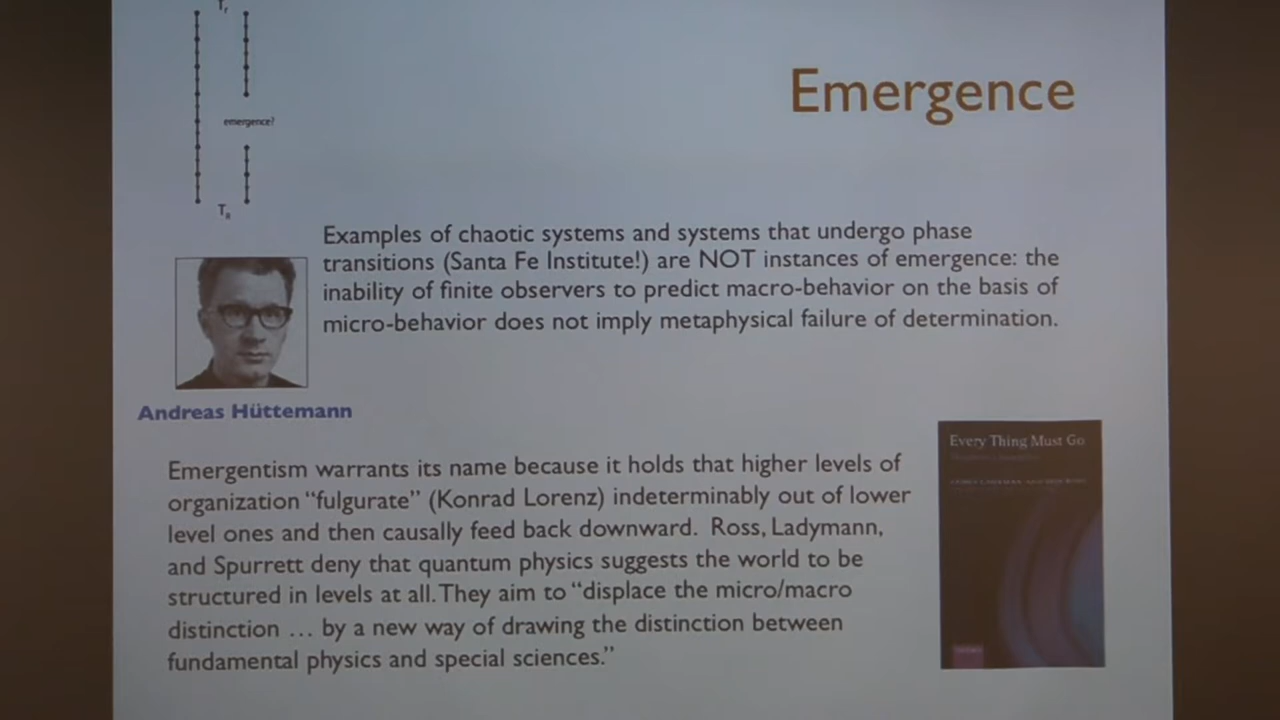 Tr
Emergence
emergence?
Examples of chaotic systems and systems that undergo phase
transitions (Santa Fe Institute!) are NOT instances of emergence: the
inability of finite observers to predict macro-behavior on the basis of
micro-behavior does not imply metaphysical failure of determination.
Andreas Hüttemann
Every Thing Must Go
Emergentism warrants its name because it holds that higher levels of
organization “fulgurate” (Konrad Lorenz) indeterminably out of lower
level ones and then causally feed back downward. Ross, Ladymann,
and Spurrett deny that quantum physics suggests the world to be
structured in levels at all. They aim to “displace the micro/macro
distinction … by a new way of drawing the distinction between
fundamental physics and special sciences.”